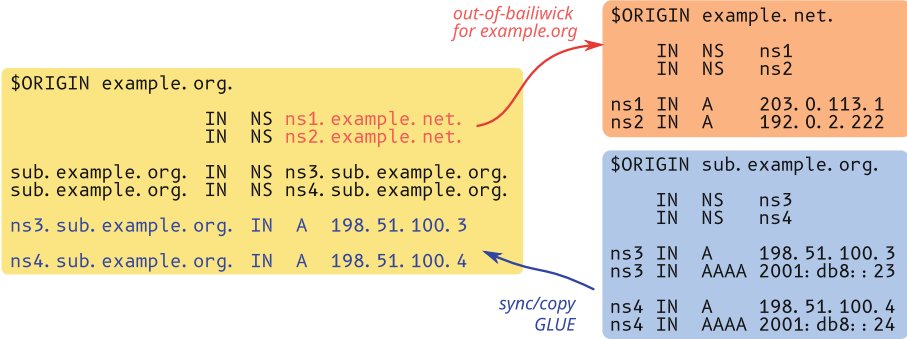 out-of-bailiwick
for example.org
$ORIGIN example.org.
IN NS ns1.example.net.
IN NS ns2.example.net.
sub.example.org. IN NS ns3.sub.example.org.
sub.example.org. IN NS ns4.sub.example.org.
ns3.sub.example.org. IN A 198.51.100.3
ns4.sub.example.org. IN A 198.51.100.4
sync/copy
GLUE
$ORIGIN example.net.
IN NS ns1
IN NS ns2
ns1 IN A 203.0.113.1
ns2 IN A 192.0.2.222
$ORIGIN sub.example.org.
IN NS ns3
IN NS ns4
ns3 IN A 198.51.100.3
ns3 IN AAAA 2001:db8::23
ns4 IN A 198.51.100.4
ns4 IN AAAA 2001:db8::24